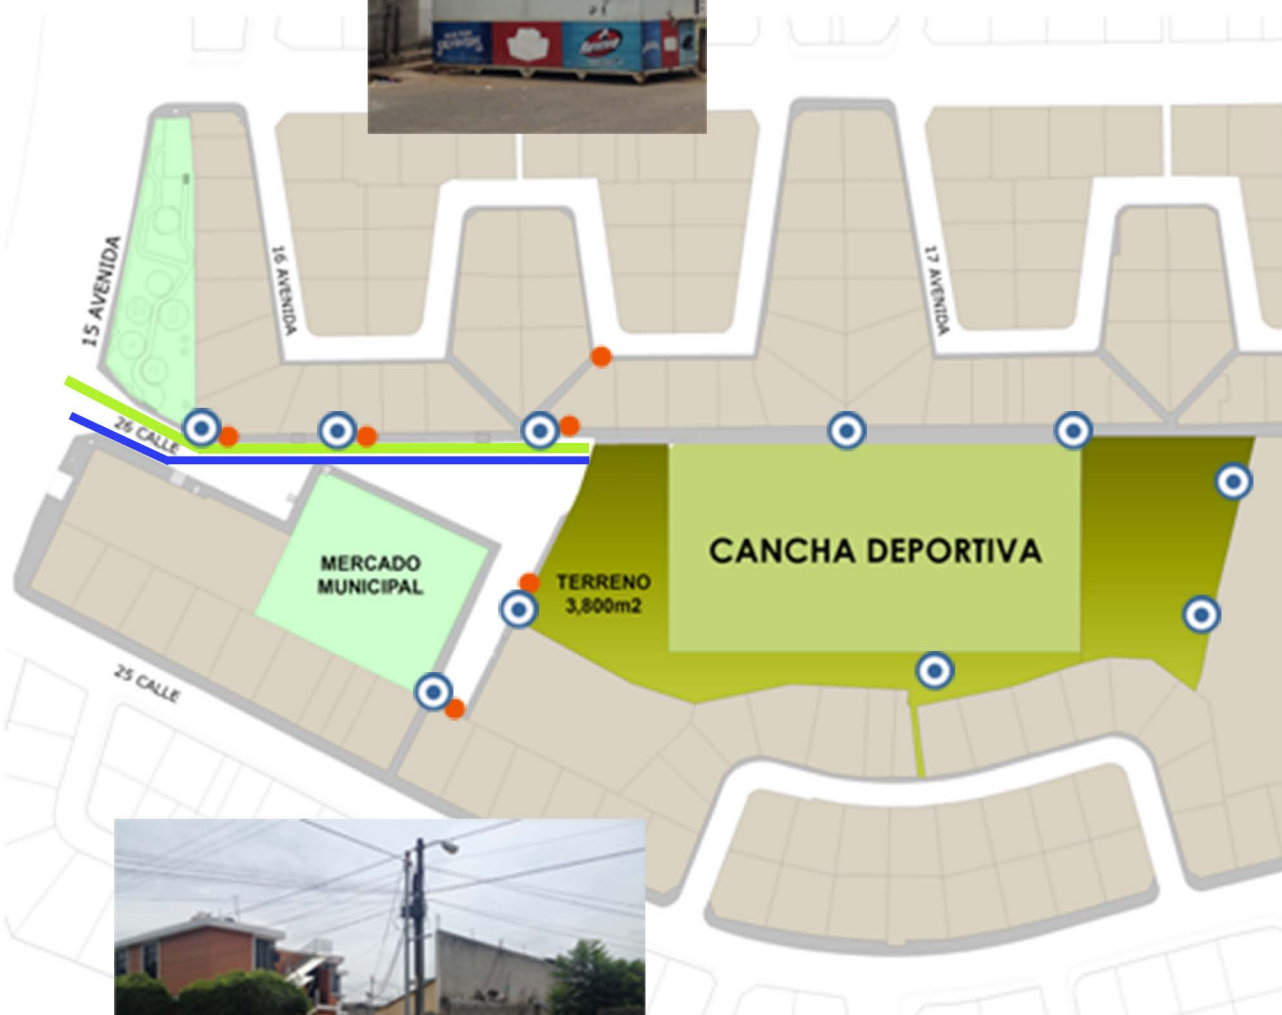 15 AVENIDA
16 AVENIDA
17 AVENIDA
26 CALLE
MERCADO
MUNICIPAL
CANCHA DEPORTIVA
TERRENO
3,800m2
25 CALLE